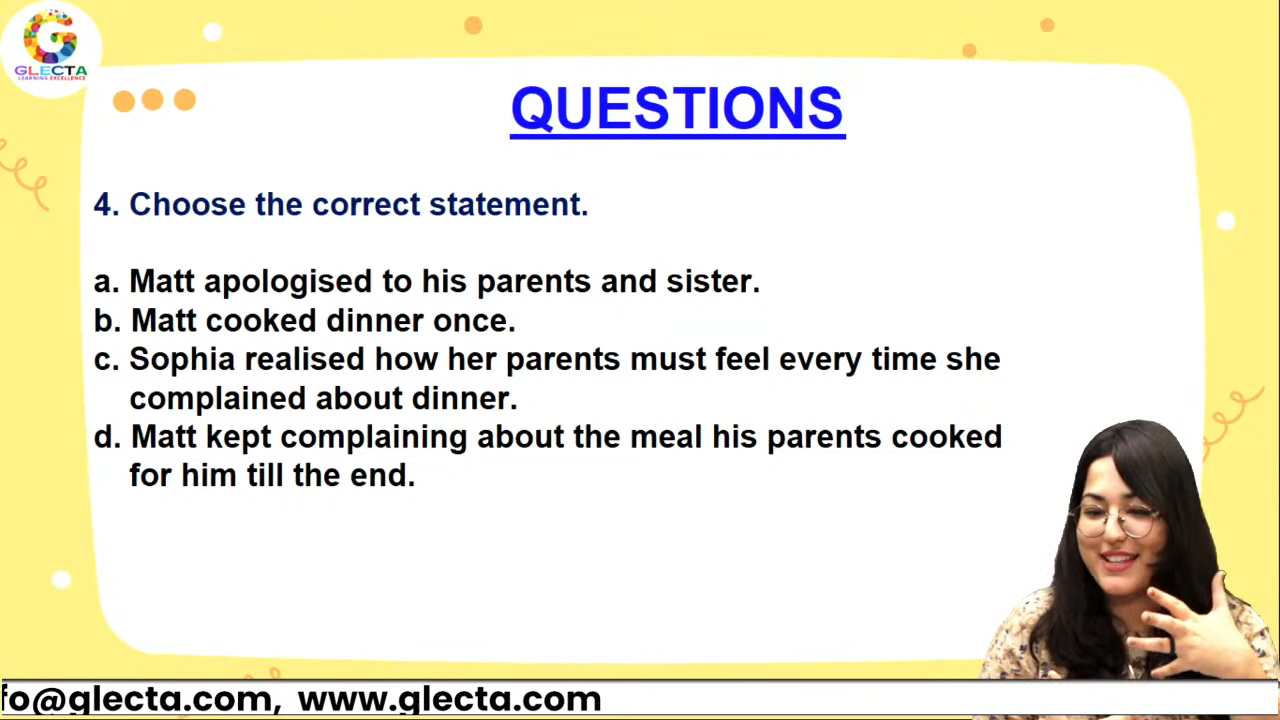 GLECTA
LEARNING EXCELLENCE
QUESTIONS
4. Choose the correct statement.
a. Matt apologised to his parents and sister.
b. Matt cooked dinner once.
c. Sophia realised how her parents must feel every time she
complained about dinner.
d. Matt kept complaining about the meal his parents cooked
for him till the end.
fo@glecta.com, www.glecta.com